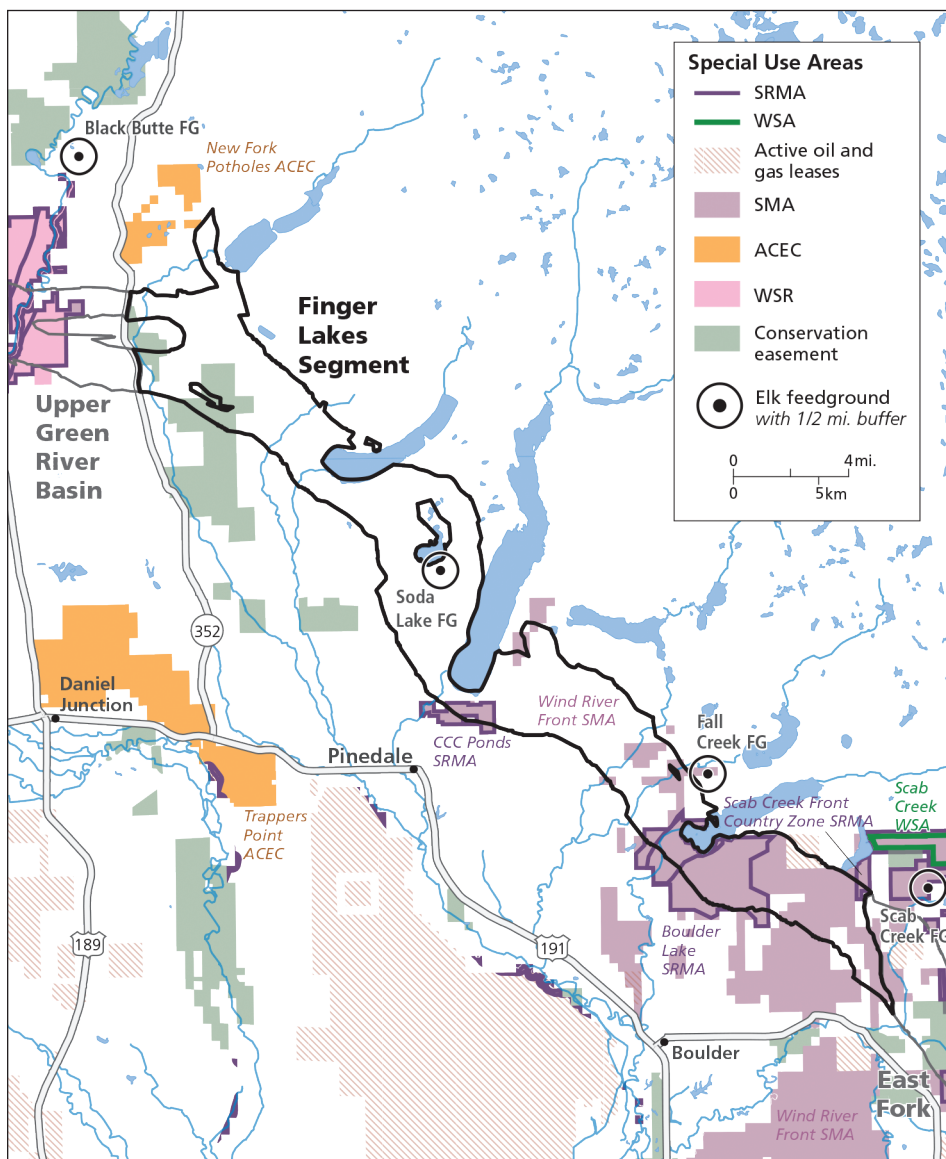 Special Use Areas
SRMA
WSA
Active oil and
gas leases
SMA
ACEC
WSR
Conservation
easement
Elk feedground
with 1/2 mi. buffer
0
4mi.
0
5km
Black Butte FG
New Fork
Potholes ACEC
Finger
Lakes
Segment
Upper
Green
River
Basin
Soda
Lake FG
352
Daniel
Junction
Wind River
Front SMA
Fall
Creek FG
CCC Ponds
SRMA
Pinedale
Scab Creek Front
Country Zone SRMA
Scab
Creek
WSA
Trappers
Point
ACEC
Scab
Creek FG
189
191
Boulder
Lake
SRMA
Boulder
East
Fork
Wind River
Front SMA